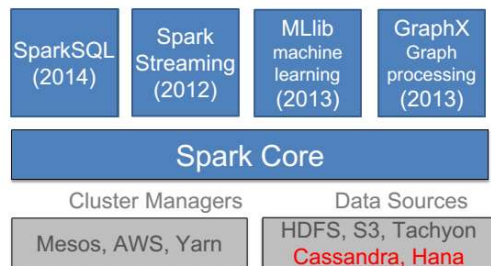 SparkSQL
(2014)
Spark
Streaming
(2012)
MLlib
machine
learning
(2013)
GraphX
Graph
processing
(2013)
Spark Core
Cluster Managers
Data Sources
Mesos, AWS, Yarn
HDFS, S3, Tachyon
Cassandra, Hana